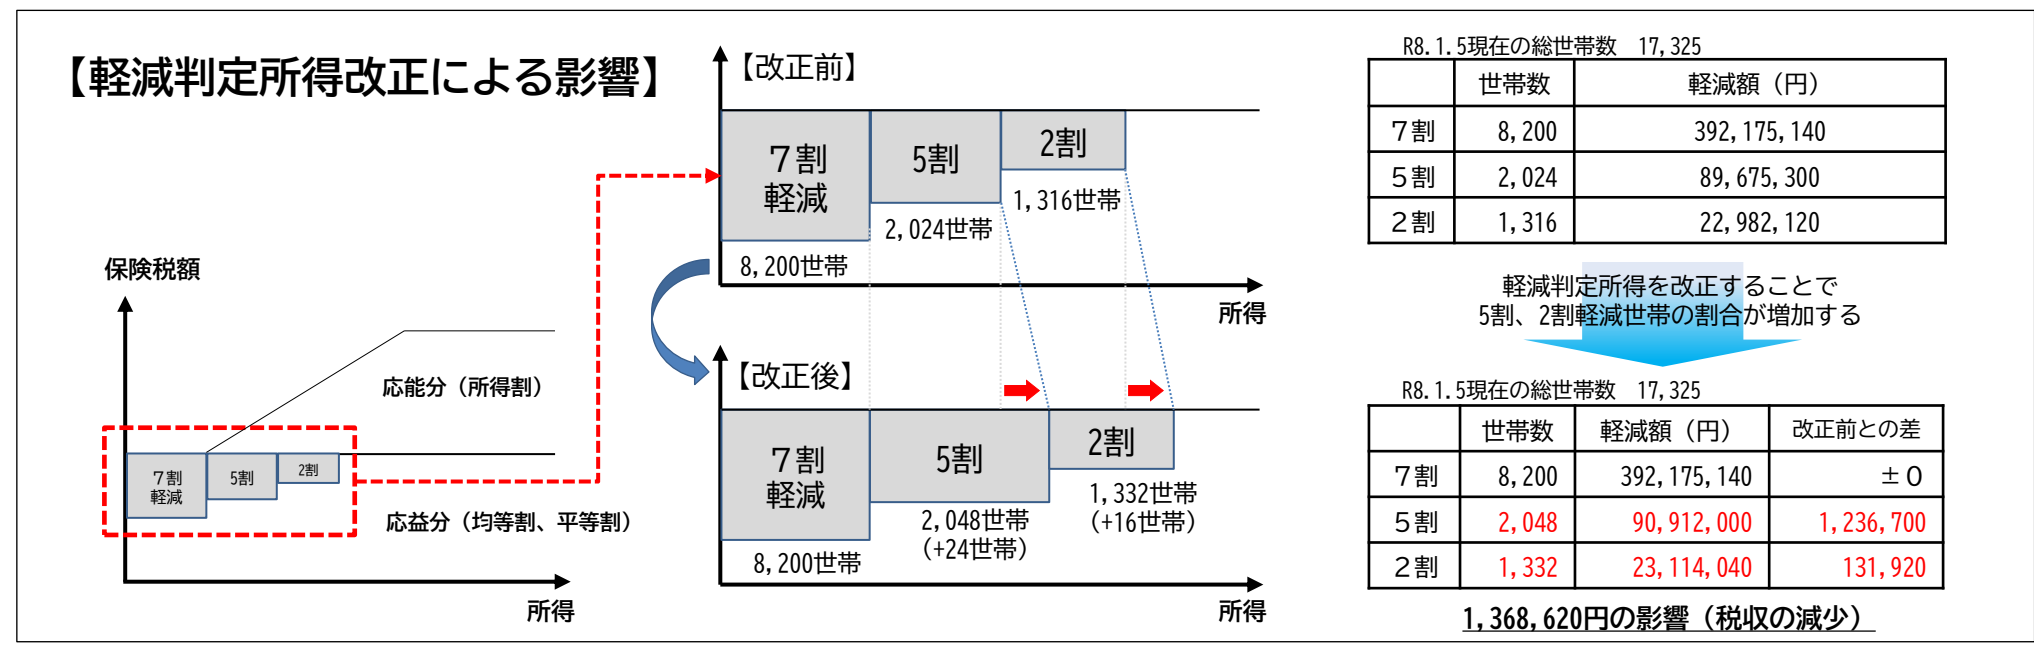 【軽減判定所得改正による影響】
保険税額
応能分（所得割）
７割
軽減
5割
2割
応益分（均等割、平等割）
所得
【改正前】
７割
軽減
5割
2割
8,200世帯
2,024世帯
1,316世帯
所得
【改正後】
７割
軽減
5割
2割
8,200世帯
2,048世帯
（+24世帯）
1,332世帯
（+16世帯）
所得
R8.1.5現在の総世帯数　17,325
世帯数 軽減額（円）
７割 8,200 392,175,140
５割 2,024 89,675,300
２割 1,316 22,982,120
軽減判定所得を改正することで
5割、2割軽減世帯の割合が増加する
R8.1.5現在の総世帯数　17,325
世帯数 軽減額（円） 改正前との差
７割 8,200 392,175,140 ±０
５割 2,048 90,912,000 1,236,700
２割 1,332 23,114,040 131,920
1,368,620円の影響（税収の減少）